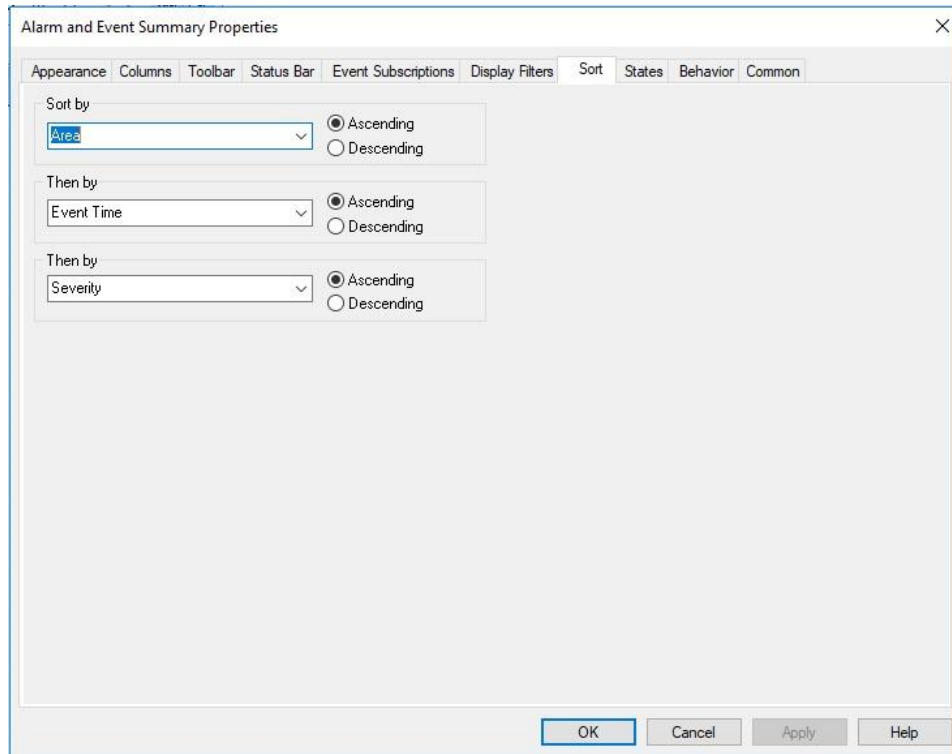 Alarm and Event Summary Properties
Appearance Columns Toolbar Status Bar Event Subscriptions Display Filters Sort States Behavior Common
Sort by
Area
Ascending
Descending
Then by
Event Time
Ascending
Descending
Then by
Severity
Ascending
Descending
OK Cancel Apply Help